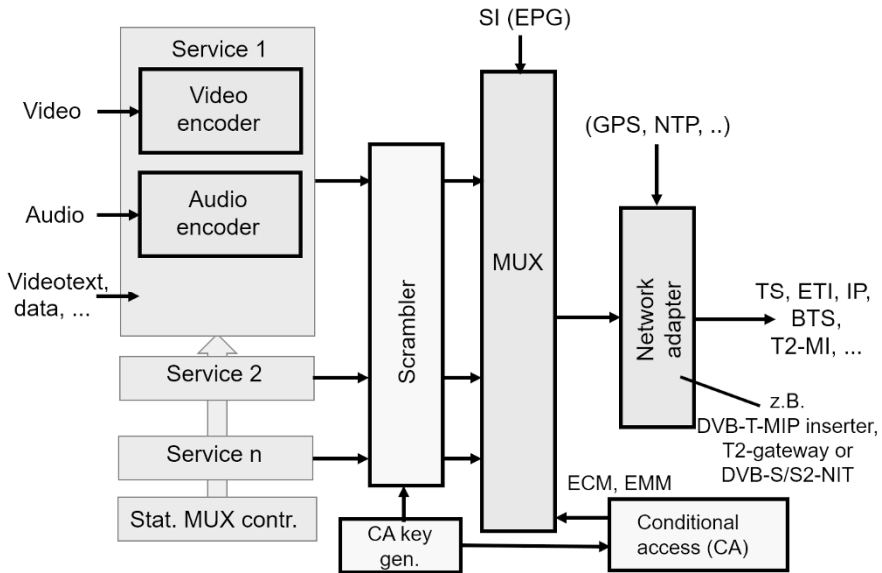 SI (EPG)
Service 1
Video
encoder
Video
Audio
encoder
Audio
Videotext,
data, ...
Service 2
Service n
Stat. MUX contr.
Scrambler
CA key
gen.
MUX
(GPS, NTP, ..)
Network
adapter
TS, ETI, IP,
BTS,
T2-MI, ...
z.B.
DVB-T-MIP inserter,
T2-gateway or
DVB-S/S2-NIT
ECM, EMM
Conditional
access (CA)